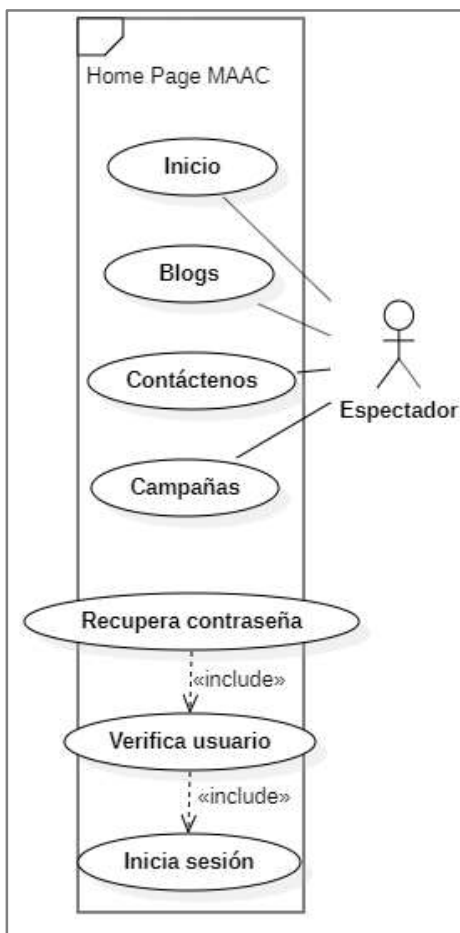 Home Page MAAC
Inicio
Blogs
Contáctenos
Espectador
Campañas
Recupera contraseña
«include»
Verifica usuario
«include»
Inicia sesión